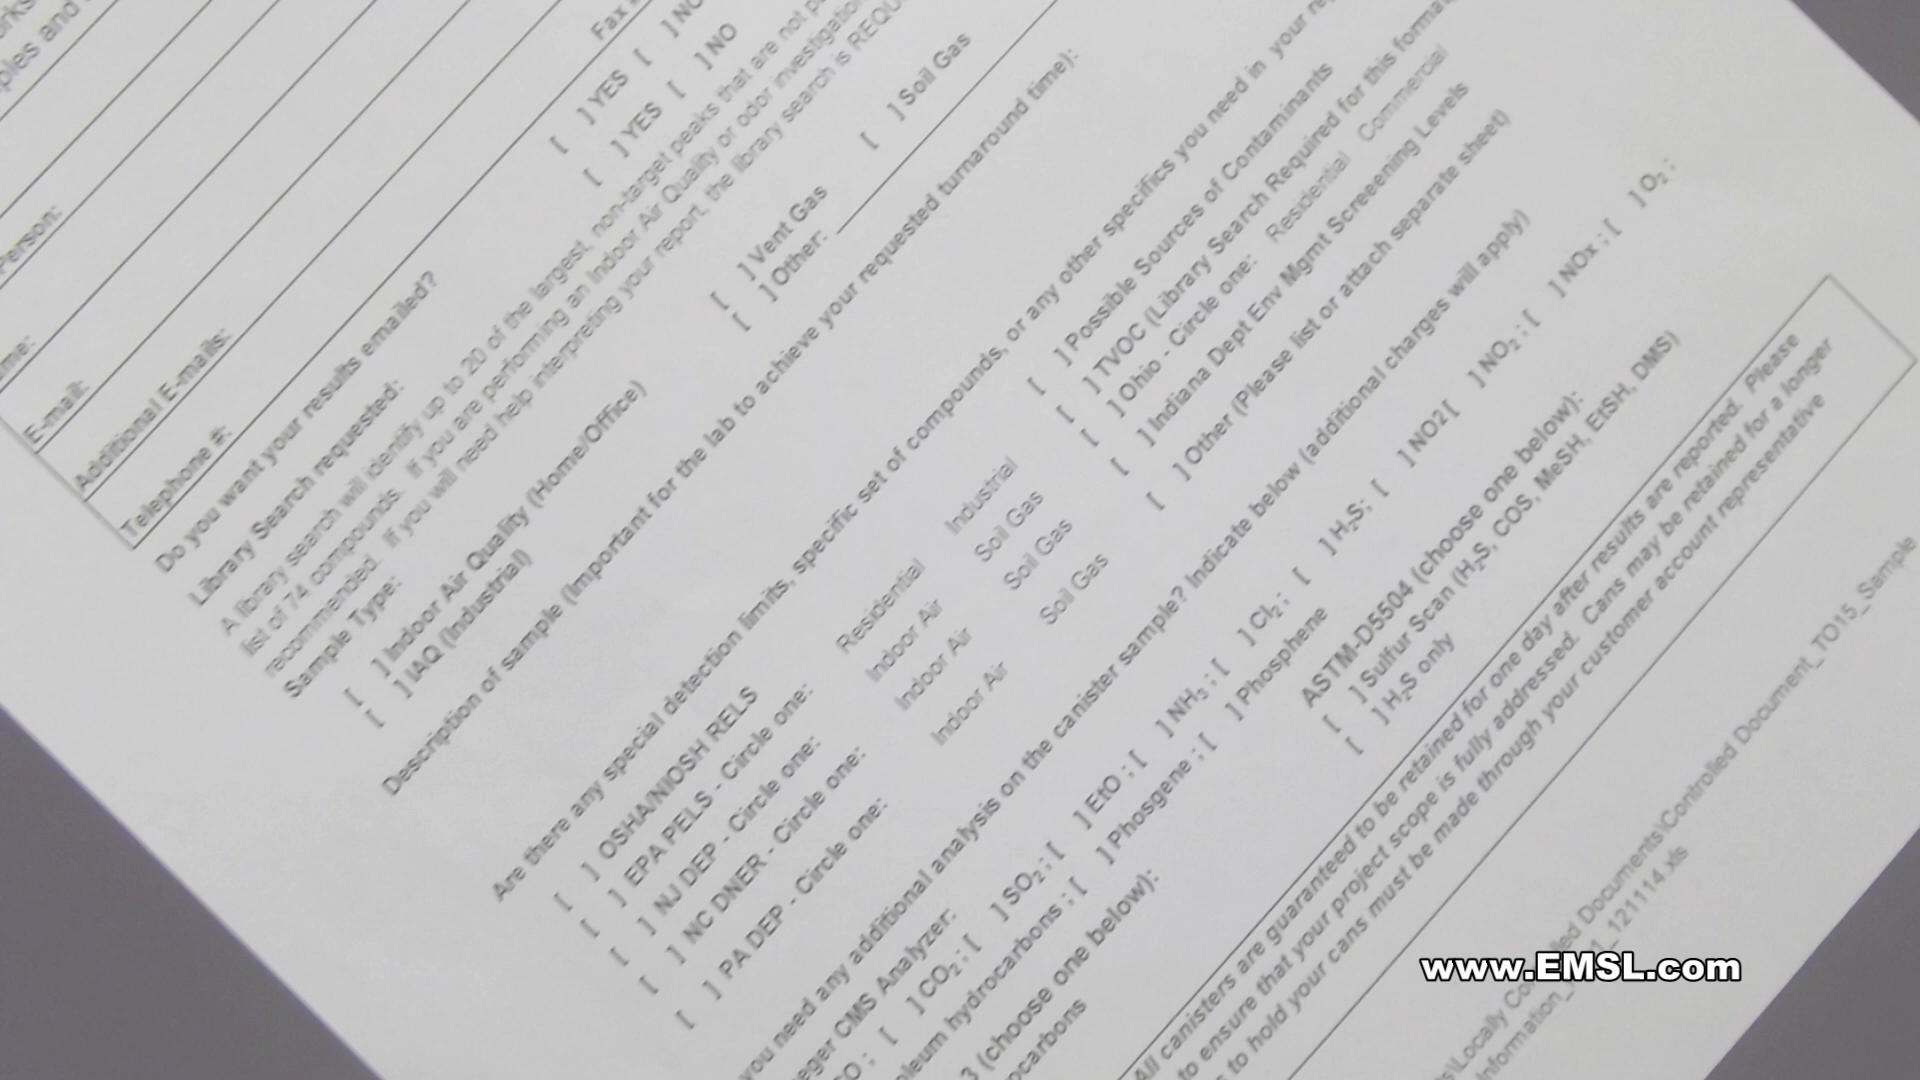 ples and
Person:
E-mail:
Additional E-mails:
Telephone #:
Do you want your results emailed? [ ] YES [ ] NO
Library Search requested: [ ] YES [ ] NO
A library search will identify up to 20 of the largest, non-target peaks that are not
list of 74 compounds. If you are performing an Indoor Air Quality or odor investigation
recommended. If you will need help interpreting your report, the library search is
Sample Type:
[ ] Indoor Air Quality (Home/Office) [ ] Vent Gas [ ] Soil Gas
[ ] IAQ (Industrial) [ ] Other:
Description of sample (Important for the lab to achieve your requested turnaround time):
Are there any special detection limits, specific set of compounds, or any other specifics you need in your
[ ] OSHA/NIOSH RELS [ ] Possible Sources of Contaminants
[ ] EPA PELS - Circle one: Residential Industrial [ ] TVOC (Library Search Required for this
[ ] NJ DEP - Circle one: Indoor Air Soil Gas [ ] Ohio - Circle one: Residential Commercial
[ ] NC DNER - Circle one: Indoor Air Soil Gas [ ] Indiana Dept Env Mgmt Screening Levels
[ ] PA DEP - Circle one: Indoor Air Soil Gas [ ] Other (Please list or attach separate sheet)
you need any additional analysis on the canister sample? Indicate below (additional charges will apply)
CMS Analyzer:
[ ] CO₂ ; [ ] SO₂ ; [ ] EtO ; [ ] NH₃ ; [ ] Cl₂ ; [ ] H₂S; [ ] NO2 [ ] NO₂ ; [ ] NOx ; [ ] O₂ ;
hydrocarbons ; [ ] Phosgene ; [ ] Phosphene
3 (choose one below): ASTM-D5504 (choose one below):
[ ] Sulfur Scan (H₂S, COS, MeSH, EtSH, DMS)
[ ] H₂S only
All canisters are guaranteed to be retained for one day after results are reported. Please
to ensure that your project scope is fully addressed. Cans may be retained for a longer
to hold your cans must be made through your customer account representative
Documents\Controlled Document_TO15_Sample
121114.xls
www.EMSL.com